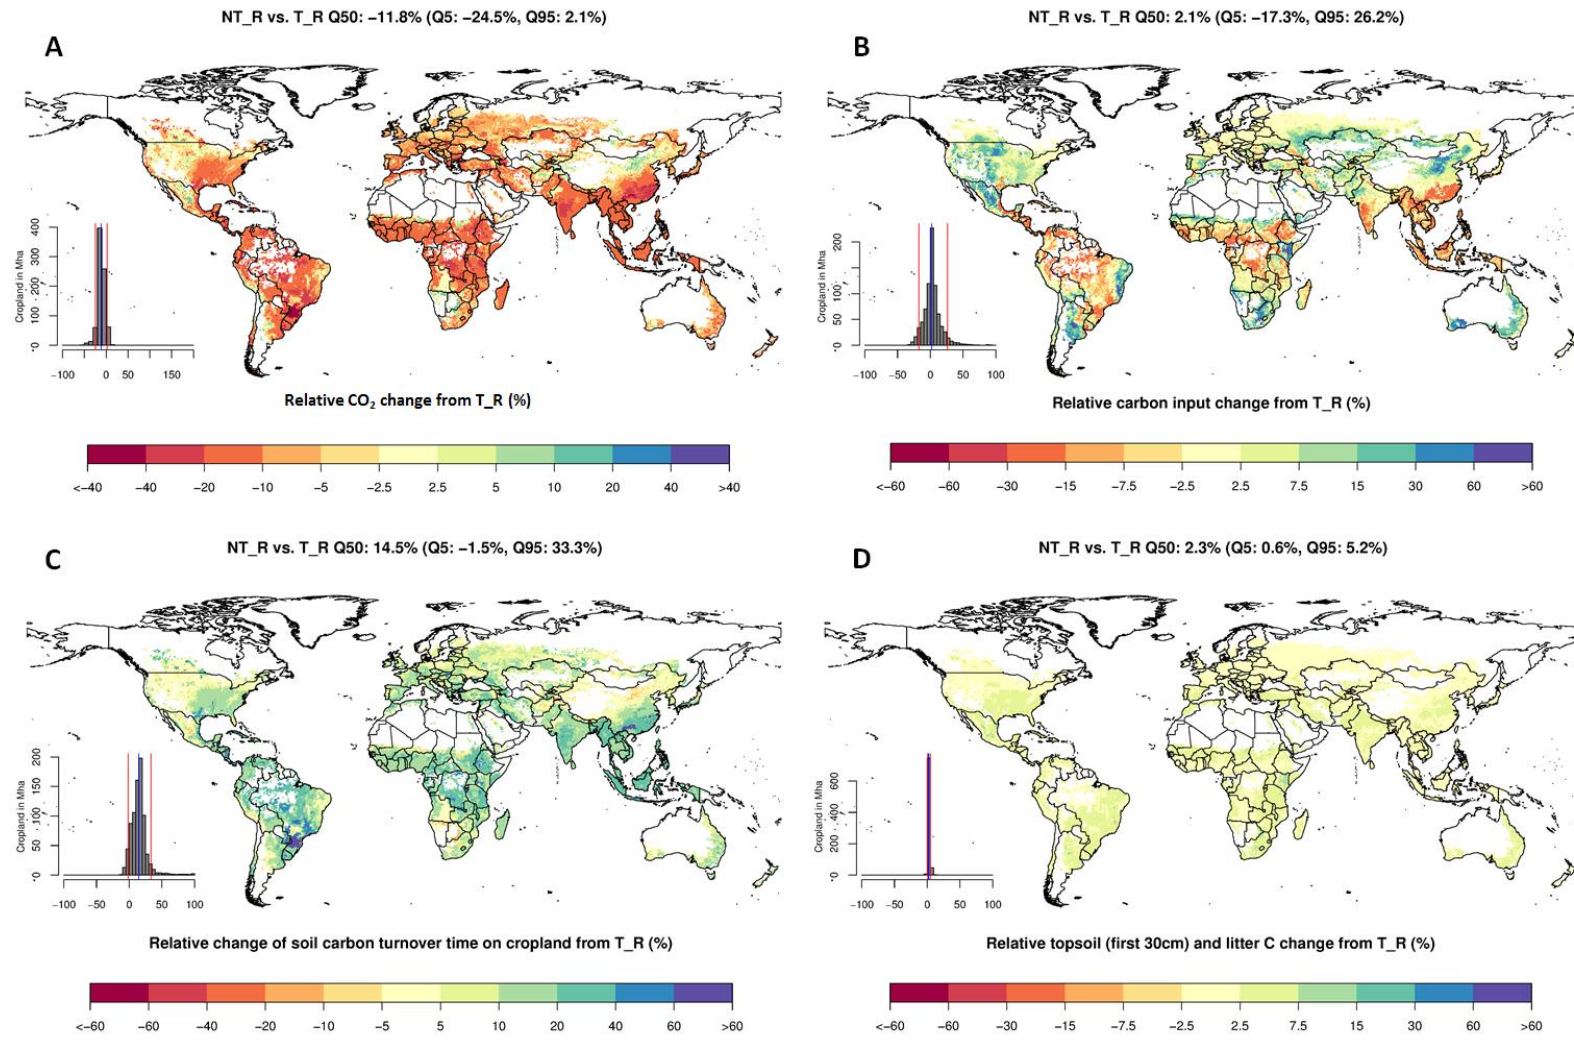 NT_R vs. T_R Q50: −11.8% (Q5: −24.5%, Q95: 2.1%)
A
Cropland in Mha
400
300
200
100
0
−100 0 50 150
Relative CO₂ change from T_R (%)
<−40 −40 −20 −10 −5 −2.5 2.5 5 10 20 40 >40
NT_R vs. T_R Q50: 2.1% (Q5: −17.3%, Q95: 26.2%)
B
Cropland in Mha
200
100
50
0
−100 −50 0 50 100
Relative carbon input change from T_R (%)
<−60 −60 −30 −15 −7.5 −2.5 2.5 7.5 15 30 60 >60
NT_R vs. T_R Q50: 14.5% (Q5: −1.5%, Q95: 33.3%)
C
Cropland in Mha
200
150
100
50
0
−100 −50 0 50 100
Relative change of soil carbon turnover time on cropland from T_R (%)
<−60 −60 −40 −20 −10 −5 5 10 20 40 60 >60
NT_R vs. T_R Q50: 2.3% (Q5: 0.6%, Q95: 5.2%)
D
Cropland in Mha
600
400
200
0
−100 −50 0 50 100
Relative topsoil (first 30cm) and litter C change from T_R (%)
<−60 −60 −30 −15 −7.5 −2.5 2.5 7.5 15 30 60 >60